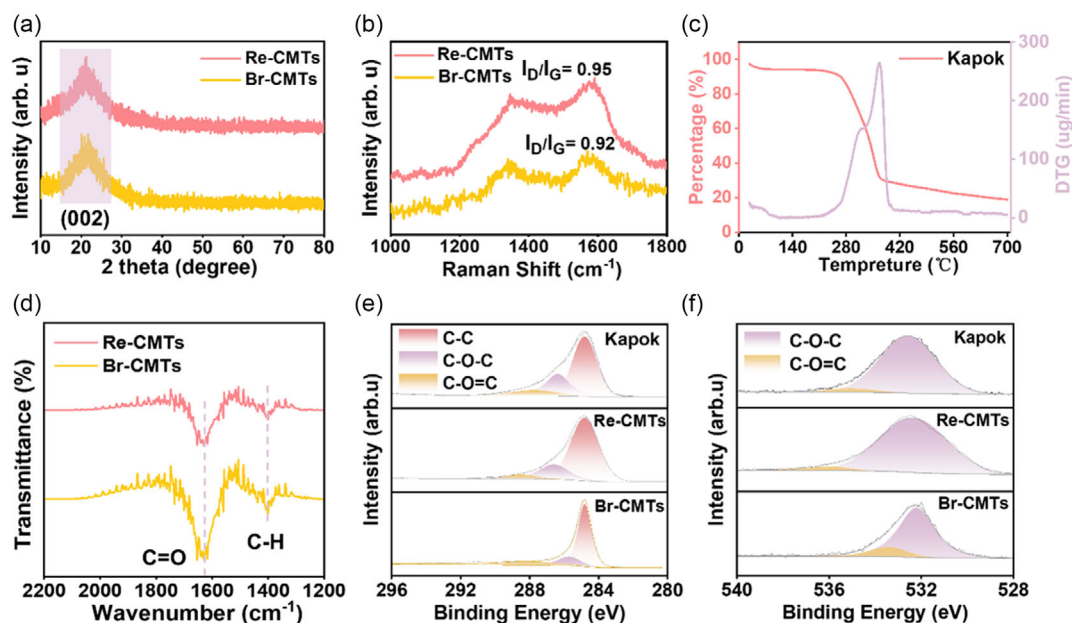 (a)
Intensity (arb. u)
Re-CMTs
Br-CMTs
(002)
10 20 30 40 50 60 70 80
2 theta (degree)
(b)
Intensity (arb. u)
Re-CMTs
Br-CMTs
I_D/I_G= 0.95
I_D/I_G= 0.92
1000 1200 1400 1600 1800
Raman Shift (cm⁻¹)
(c)
Percentage (%)
100
80
60
40
20
0
Kapok
300
200
100
0
DTG (ug/min)
0 140 280 420 560 700
Tempreture (℃)
(d)
Transmittance (%)
Re-CMTs
Br-CMTs
C=O
C-H
2200 2000 1800 1600 1400 1200
Wavenumber (cm⁻¹)
(e)
Intensity (arb.u)
C-C
C-O-C
C-O=C
Kapok
Re-CMTs
Br-CMTs
296 292 288 284 280
Binding Energy (eV)
(f)
Intensity (arb.u)
C-O-C
C-O=C
Kapok
Re-CMTs
Br-CMTs
540 536 532 528
Binding Energy (eV)